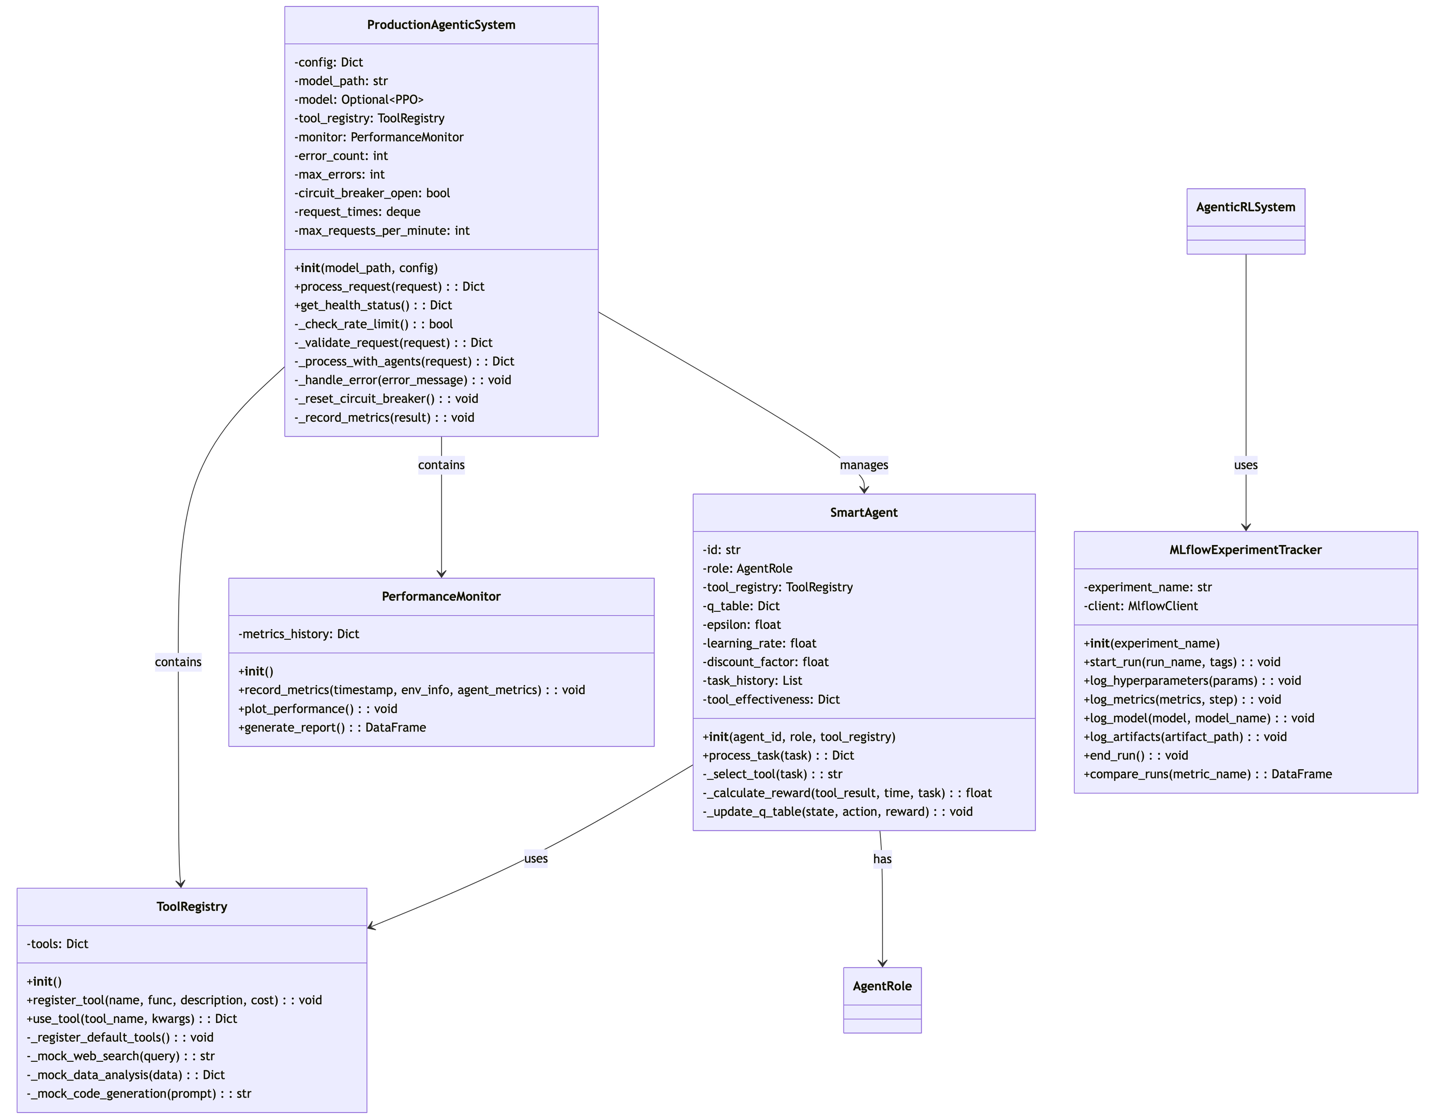 ProductionAgenticSystem
-config: Dict
-model_path: str
-model: Optional<PPO>
-tool_registry: ToolRegistry
-monitor: PerformanceMonitor
-error_count: int
-max_errors: int
-circuit_breaker_open: bool
-request_times: deque
-max_requests_per_minute: int
+init(model_path, config)
+process_request(request) : : Dict
+get_health_status() : : Dict
-_check_rate_limit() : : bool
-_validate_request(request) : : Dict
-_process_with_agents(request) : : Dict
-_handle_error(error_message) : : void
-_reset_circuit_breaker() : : void
-_record_metrics(result) : : void
AgenticRLSystem
contains
manages
uses
SmartAgent
-id: str
-role: AgentRole
-tool_registry: ToolRegistry
-q_table: Dict
-epsilon: float
-learning_rate: float
-discount_factor: float
-task_history: List
-tool_effectiveness: Dict
+init(agent_id, role, tool_registry)
+process_task(task) : : Dict
-_select_tool(task) : : str
-_calculate_reward(tool_result, time, task) : : float
-_update_q_table(state, action, reward) : : void
MLflowExperimentTracker
-experiment_name: str
-client: MlflowClient
+init(experiment_name)
+start_run(run_name, tags) : : void
+log_hyperparameters(params) : : void
+log_metrics(metrics, step) : : void
+log_model(model, model_name) : : void
+log_artifacts(artifact_path) : : void
+end_run() : : void
+compare_runs(metric_name) : : DataFrame
PerformanceMonitor
-metrics_history: Dict
+init()
+record_metrics(timestamp, env_info, agent_metrics) : : void
+plot_performance() : : void
+generate_report() : : DataFrame
contains
uses
has
ToolRegistry
-tools: Dict
+init()
+register_tool(name, func, description, cost) : : void
+use_tool(tool_name, kwargs) : : Dict
-_register_default_tools() : : void
-_mock_web_search(query) : : str
-_mock_data_analysis(data) : : Dict
-_mock_code_generation(prompt) : : str
AgentRole